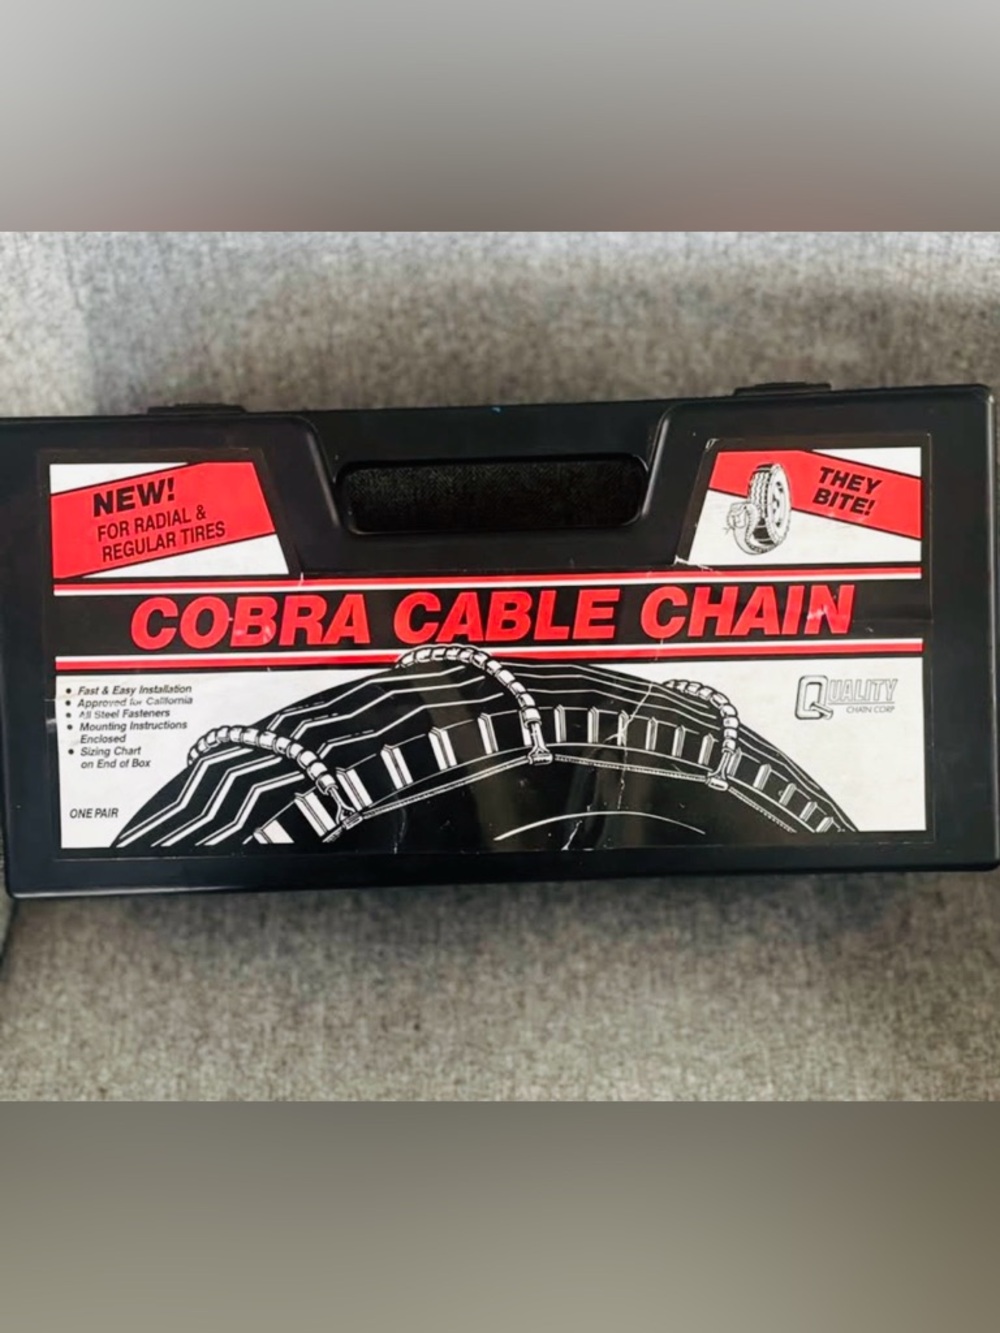 NEW!
FOR RADIAL &
REGULAR TIRES
THEY
BITE!
COBRA CABLE CHAIN
• Fast & Easy Installation
• Approved for California
• All Steel Fasteners
• Mounting Instructions
Enclosed
• Sizing Chart
on End of Box
ONE PAIR
QUALITY
CHAIN CORP